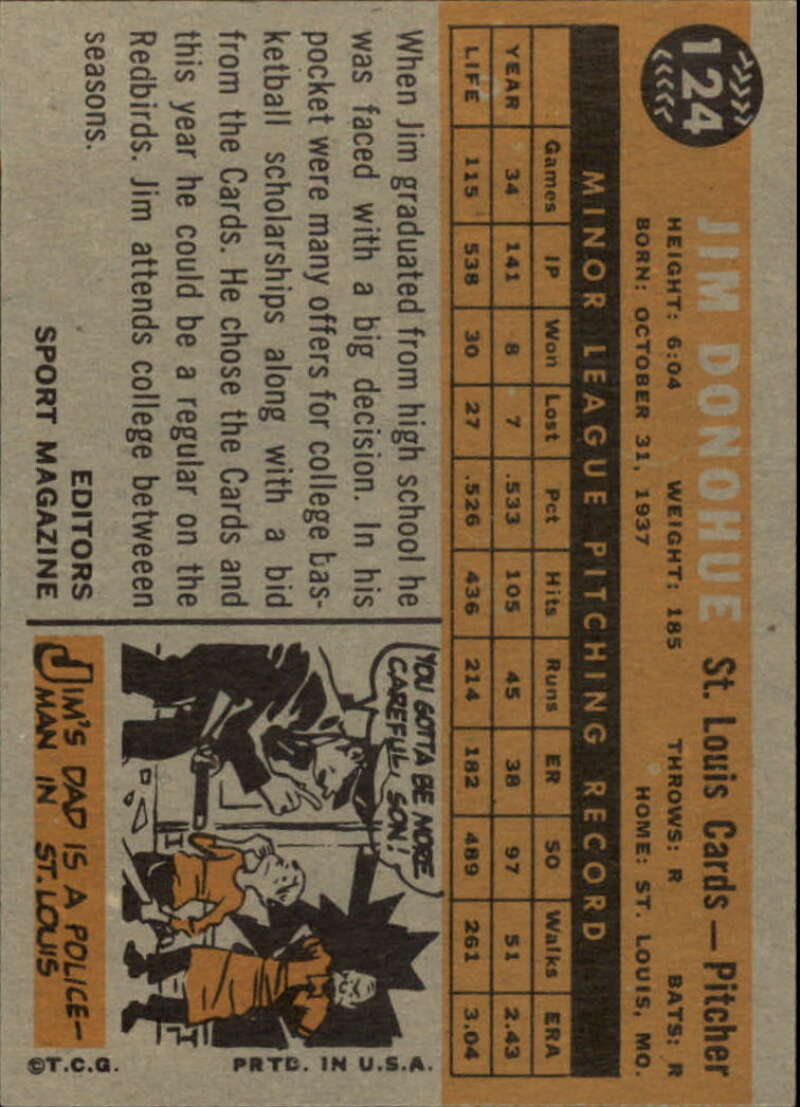 124
JIM DONOHUE St. Louis Cards — Pitcher
HEIGHT: 6:04 WEIGHT: 185 THROWS: R BATS: R
BORN: OCTOBER 31, 1937 HOME: ST. LOUIS, MO.
MINOR LEAGUE PITCHING RECORD
Games IP Won Lost Pct Hits Runs ER SO Walks ERA
YEAR 34 141 8 7 .533 105 45 38 97 51 2.43
LIFE 115 538 30 27 .526 436 214 182 489 261 3.04
When Jim graduated from high school he
was faced with a big decision. In his
pocket were many offers for college bas-
ketball scholarships along with a bid
from the Cards. He chose the Cards and
this year he could be a regular on the
Redbirds. Jim attends college betweeen
seasons.
EDITORS
SPORT MAGAZINE
YOU GOTTA BE MORE
CAREFUL, SON!
JIM'S DAD IS A POLICE-
MAN IN ST. LOUIS
©T.C.G. PRTD. IN U.S.A.